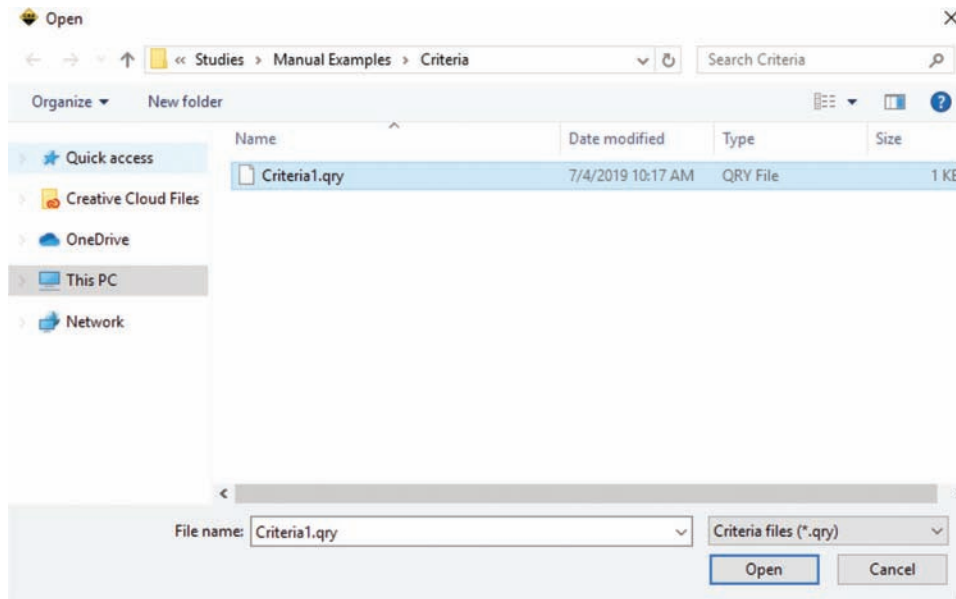 Open
« Studies > Manual Examples > Criteria
Search Criteria
Organize
New folder
Name
Date modified
Type
Size
Quick access
Criteria1.qry
7/4/2019 10:17 AM
QRY File
1 KB
Creative Cloud Files
OneDrive
This PC
Network
File name:
Criteria1.qry
Criteria files (*.qry)
Open
Cancel